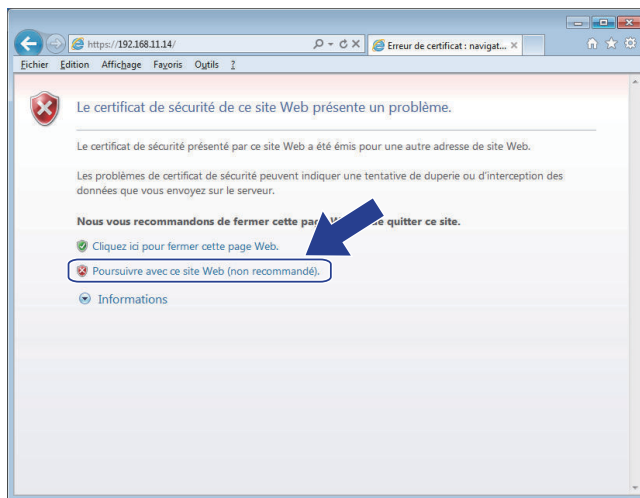 https://192.168.11.14/
Erreur de certificat : navigat...
Fichier Edition Affichage Favoris Outils ?
Le certificat de sécurité de ce site Web présente un problème.
Le certificat de sécurité présenté par ce site Web a été émis pour une autre adresse de site Web.
Les problèmes de certificat de sécurité peuvent indiquer une tentative de duperie ou d'interception des
données que vous envoyez sur le serveur.
Nous vous recommandons de fermer cette pag quitter ce site.
Cliquez ici pour fermer cette page Web.
Poursuivre avec ce site Web (non recommandé).
Informations